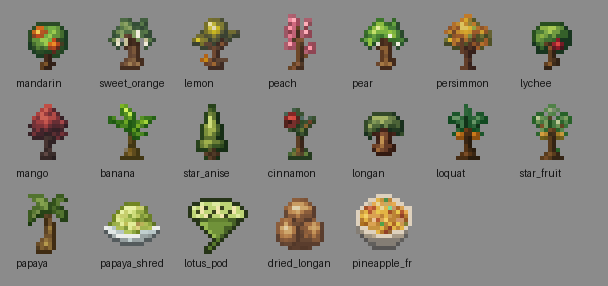 mandarin sweet_orange lemon peach pear persimmon lychee
mango banana star_anise cinnamon longan loquat star_fruit
papaya papaya_shred lotus_pod dried_longan pineapple_fr